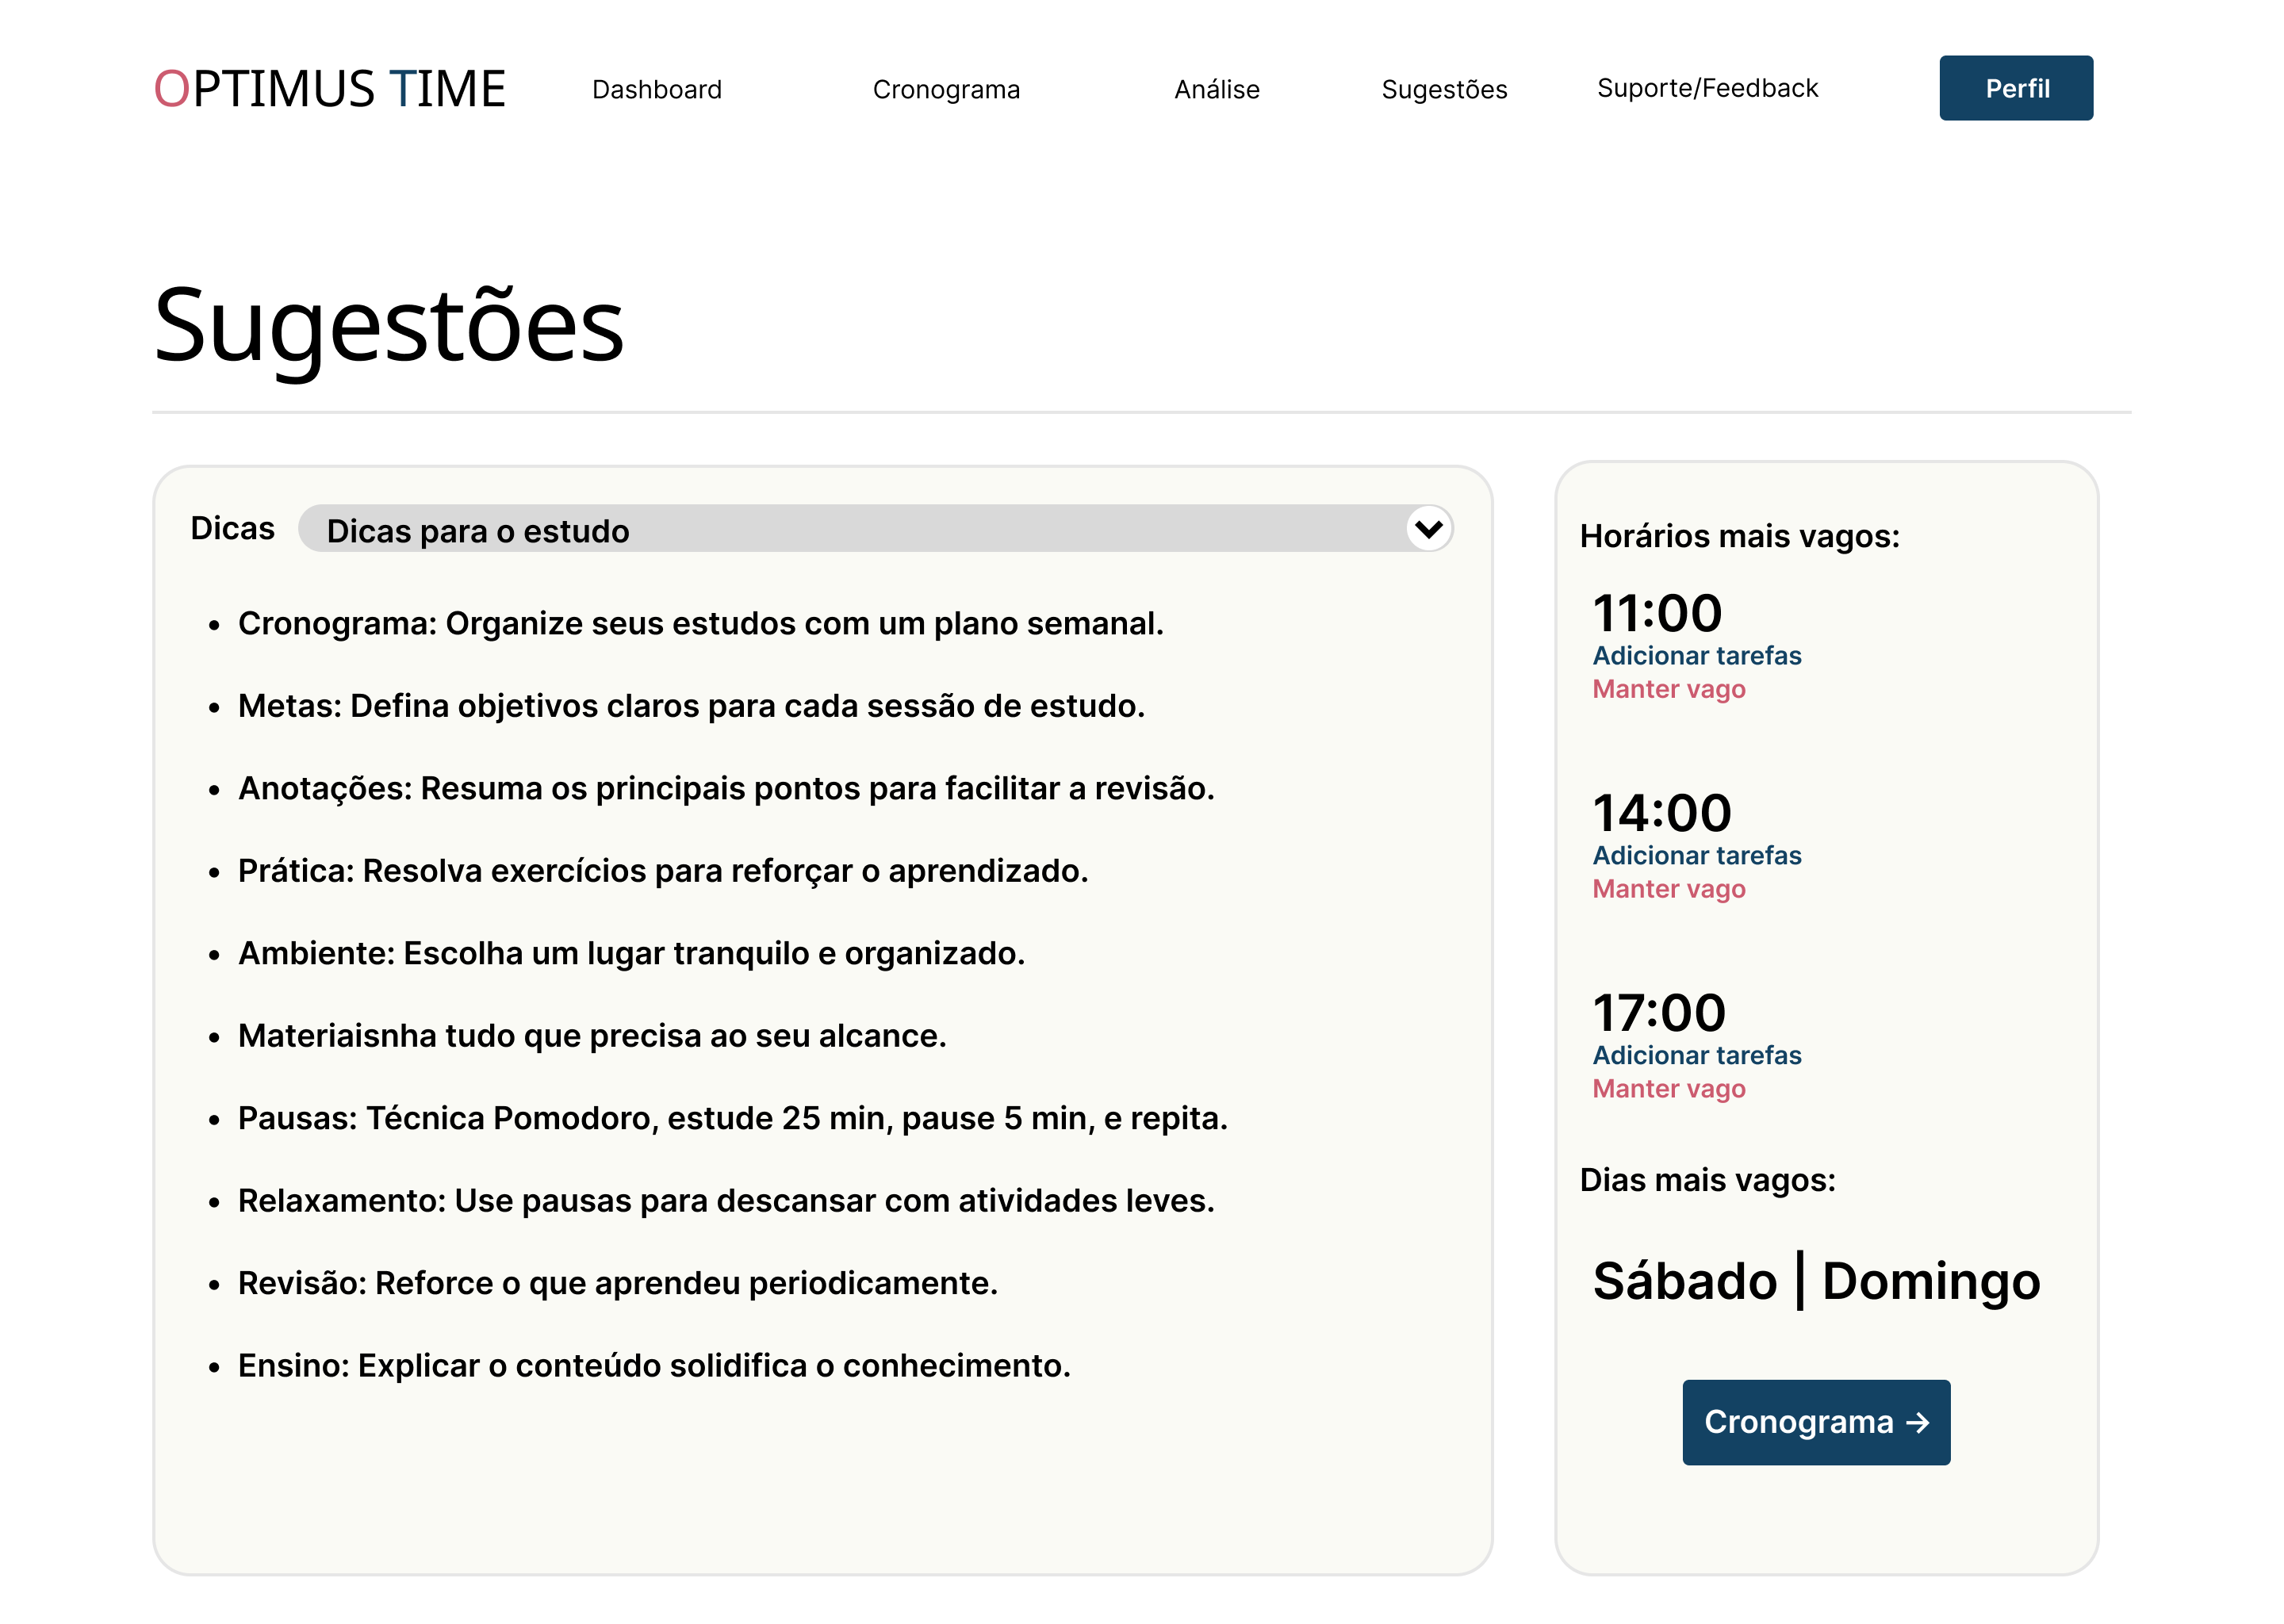 OPTIMUS TIME
Dashboard
Cronograma
Análise
Sugestões
Suporte/Feedback
Perfil
Sugestões
Dicas
Dicas para o estudo
• Cronograma: Organize seus estudos com um plano semanal.
• Metas: Defina objetivos claros para cada sessão de estudo.
• Anotações: Resuma os principais pontos para facilitar a revisão.
• Prática: Resolva exercícios para reforçar o aprendizado.
• Ambiente: Escolha um lugar tranquilo e organizado.
• Materiaisnha tudo que precisa ao seu alcance.
• Pausas: Técnica Pomodoro, estude 25 min, pause 5 min, e repita.
• Relaxamento: Use pausas para descansar com atividades leves.
• Revisão: Reforce o que aprendeu periodicamente.
• Ensino: Explicar o conteúdo solidifica o conhecimento.
Horários mais vagos:
11:00
Adicionar tarefas
Manter vago
14:00
Adicionar tarefas
Manter vago
17:00
Adicionar tarefas
Manter vago
Dias mais vagos:
Sábado | Domingo
Cronograma →